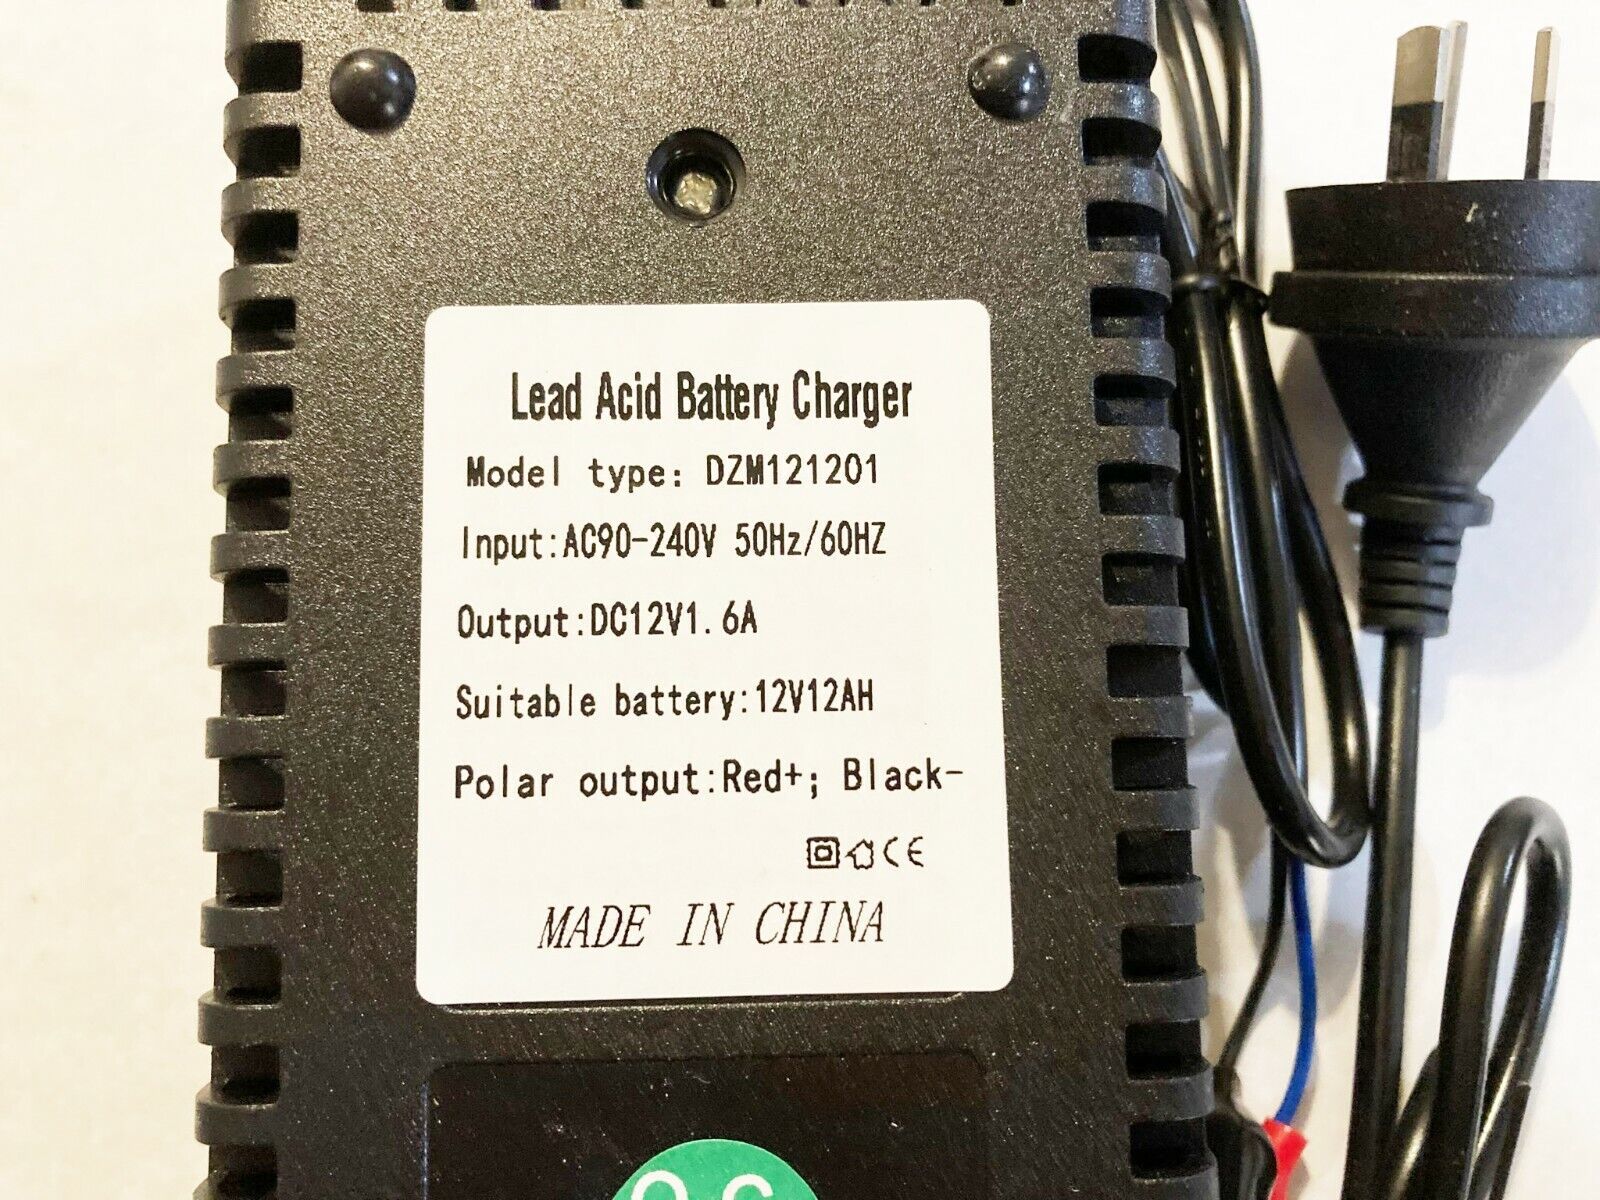 Lead Acid Battery Charger
Model type: DZM121201
Input:AC90-240V 50Hz/60HZ
Output:DC12V1.6A
Suitable battery:12V12AH
Polar output:Red+; Black-
CE
MADE IN CHINA